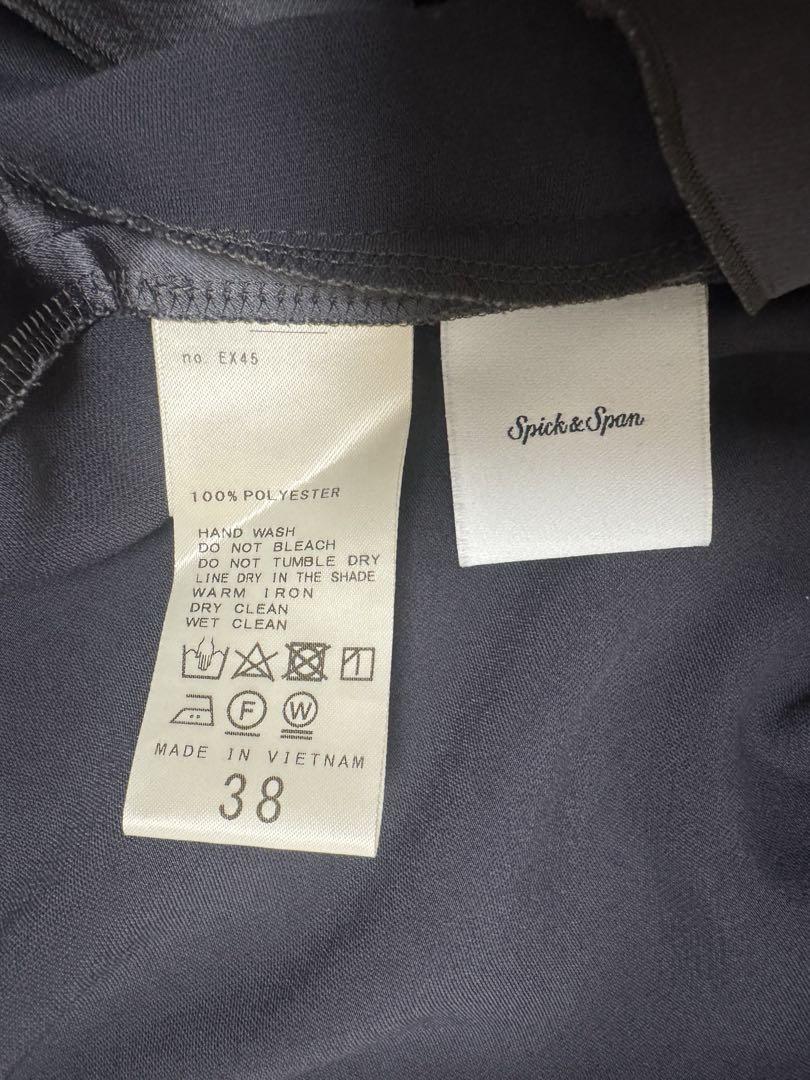 no. EX45
100% POLYESTER
HAND WASH
DO NOT BLEACH
DO NOT TUMBLE DRY
LINE DRY IN THE SHADE
WARM IRON
DRY CLEAN
WET CLEAN
F W
MADE IN VIETNAM
38
Spick & Span